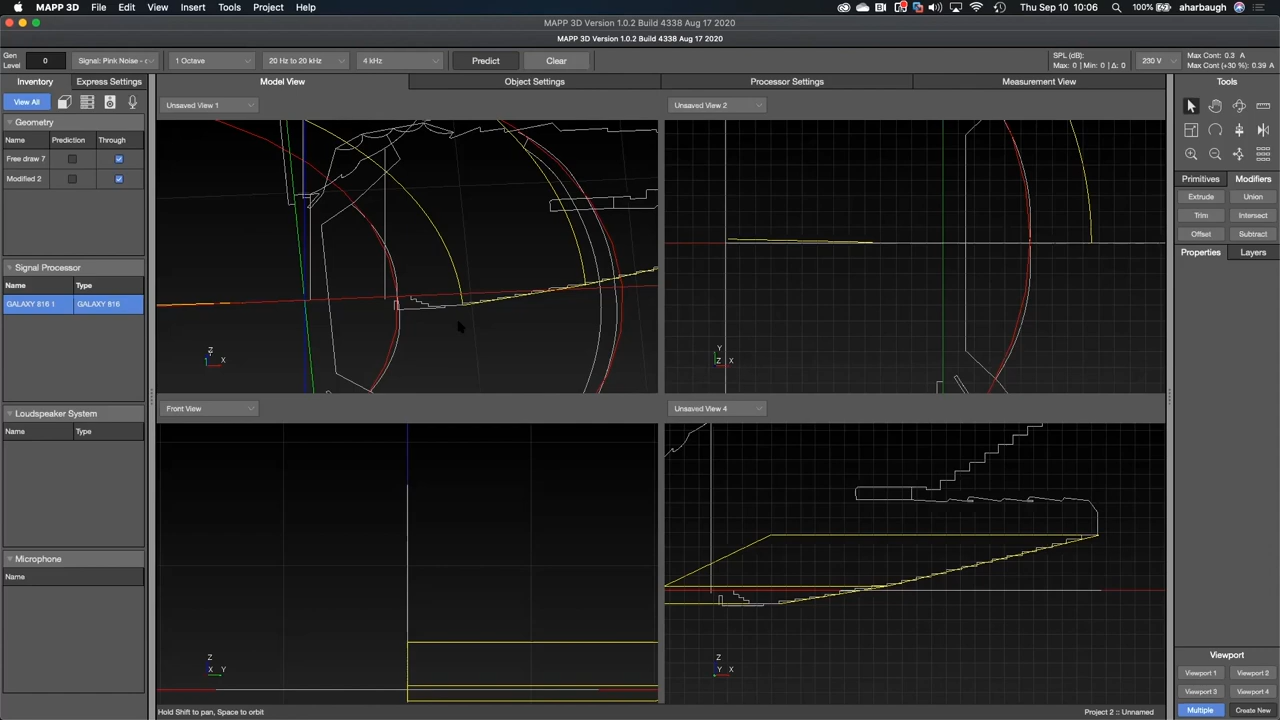 MAPP 3D File Edit View Insert Tools Project Help Thu Sep 10 10:06 100% aharbaugh
MAPP 3D Version 1.0.2 Build 4338 Aug 17 2020
MAPP 3D Version 1.0.2 Build 4338 Aug 17 2020
Gen Level 0 Signal: Pink Noise - 1 Octave 20 Hz to 20 kHz 4 kHz Predict Clear SPL (dB): Max: 0 | Min: 0 | Δ: 0 230 V Max Cont: 0.3 A Max Cont (+30 %): 0.39 A
Inventory Express Settings Model View Object Settings Processor Settings Measurement View Tools
View All Unsaved View 1 Unsaved View 2
Geometry
Name Prediction Through
Free draw 7
Modified 2
Primitives Modifiers
Extrude Union
Trim Intersect
Offset Subtract
Properties Layers
Signal Processor
Name Type
GALAXY 816 1 GALAXY 816
Z X
Y Z X
Loudspeaker System
Name Type
Front View Unsaved View 4
Microphone
Name
Z X Y
Z Y X
Viewport
Viewport 1 Viewport 2
Viewport 3 Viewport 4
Multiple Create New
Hold Shift to pan, Space to orbit Project 2 :: Unnamed